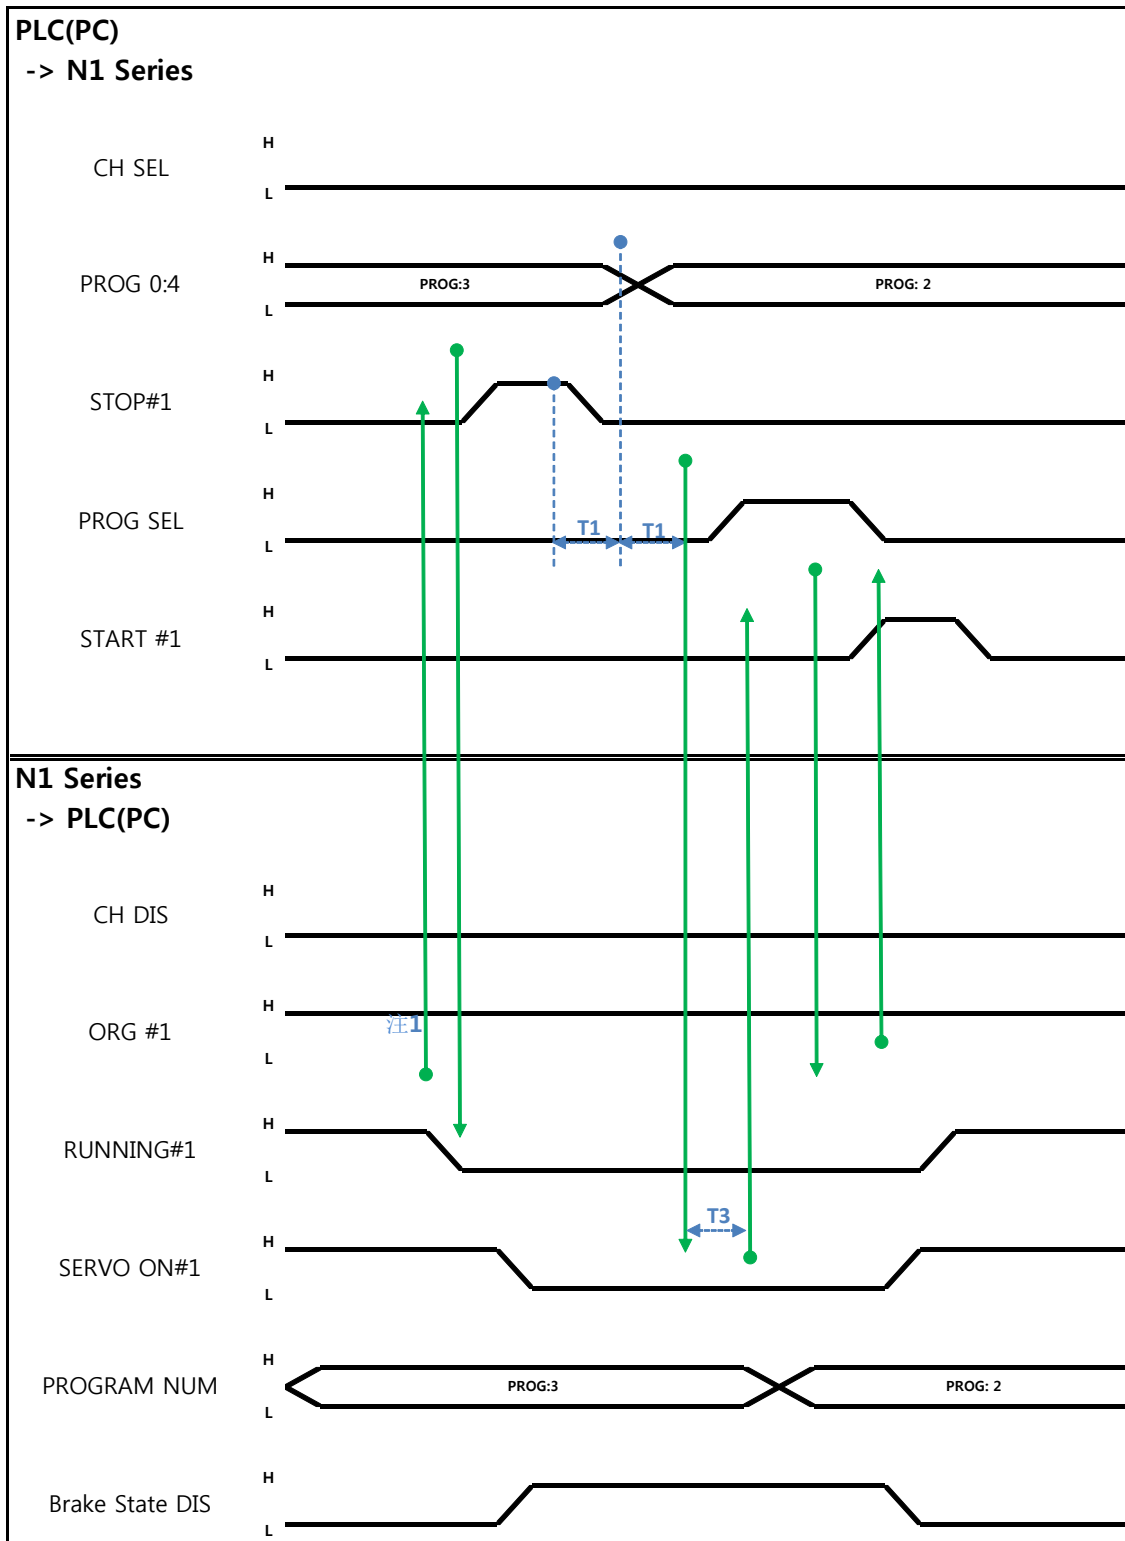 PLC(PC)
-> N1 Series
H
CH SEL
L
H
PROG 0:4
PROG:3
PROG: 2
L
H
STOP#1
L
H
PROG SEL
T1
T1
L
H
START #1
L
N1 Series
-> PLC(PC)
H
CH DIS
L
H
ORG #1
注1
L
H
RUNNING#1
L
T3
H
SERVO ON#1
L
H
PROGRAM NUM
PROG:3
PROG: 2
L
H
Brake State DIS
L